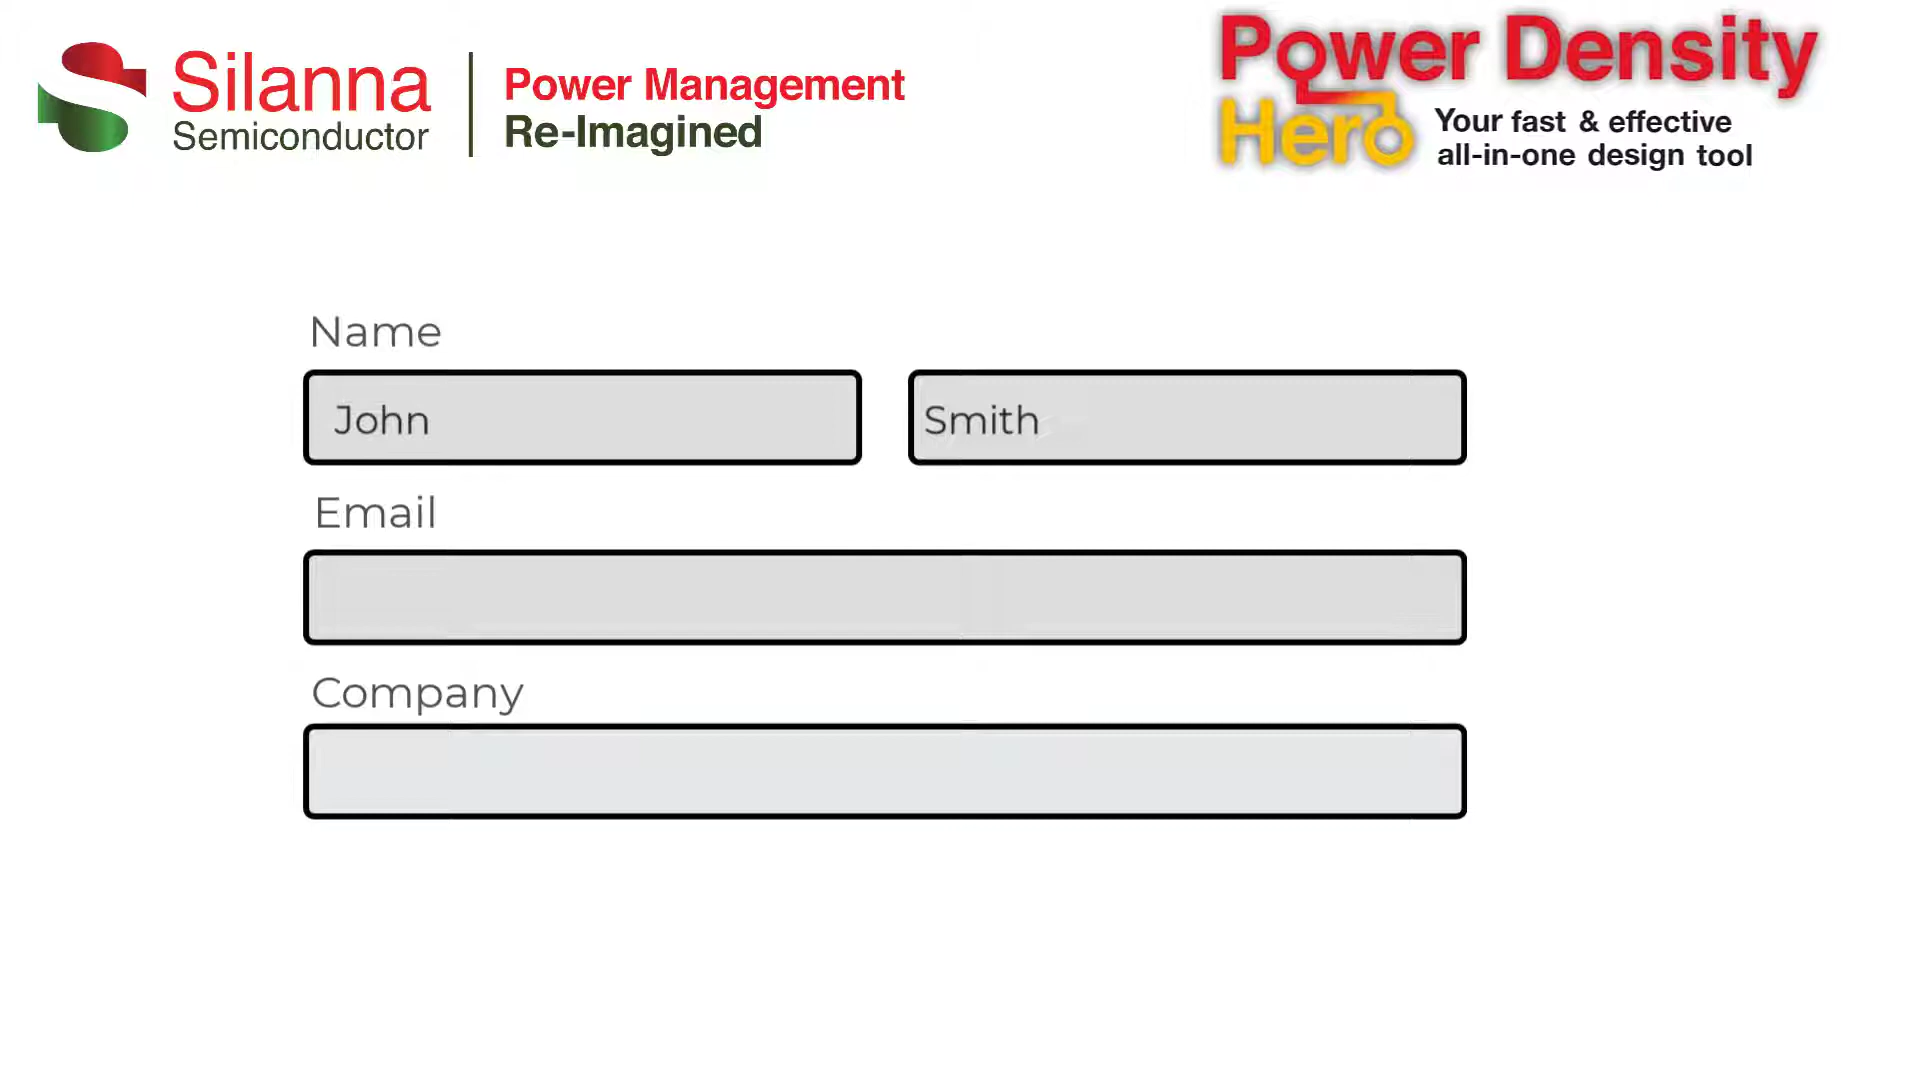 Silanna
Semiconductor
Power Management
Re-Imagined
Power Density
Hero
Your fast & effective
all-in-one design tool
Name
John
Smith
Email
Company